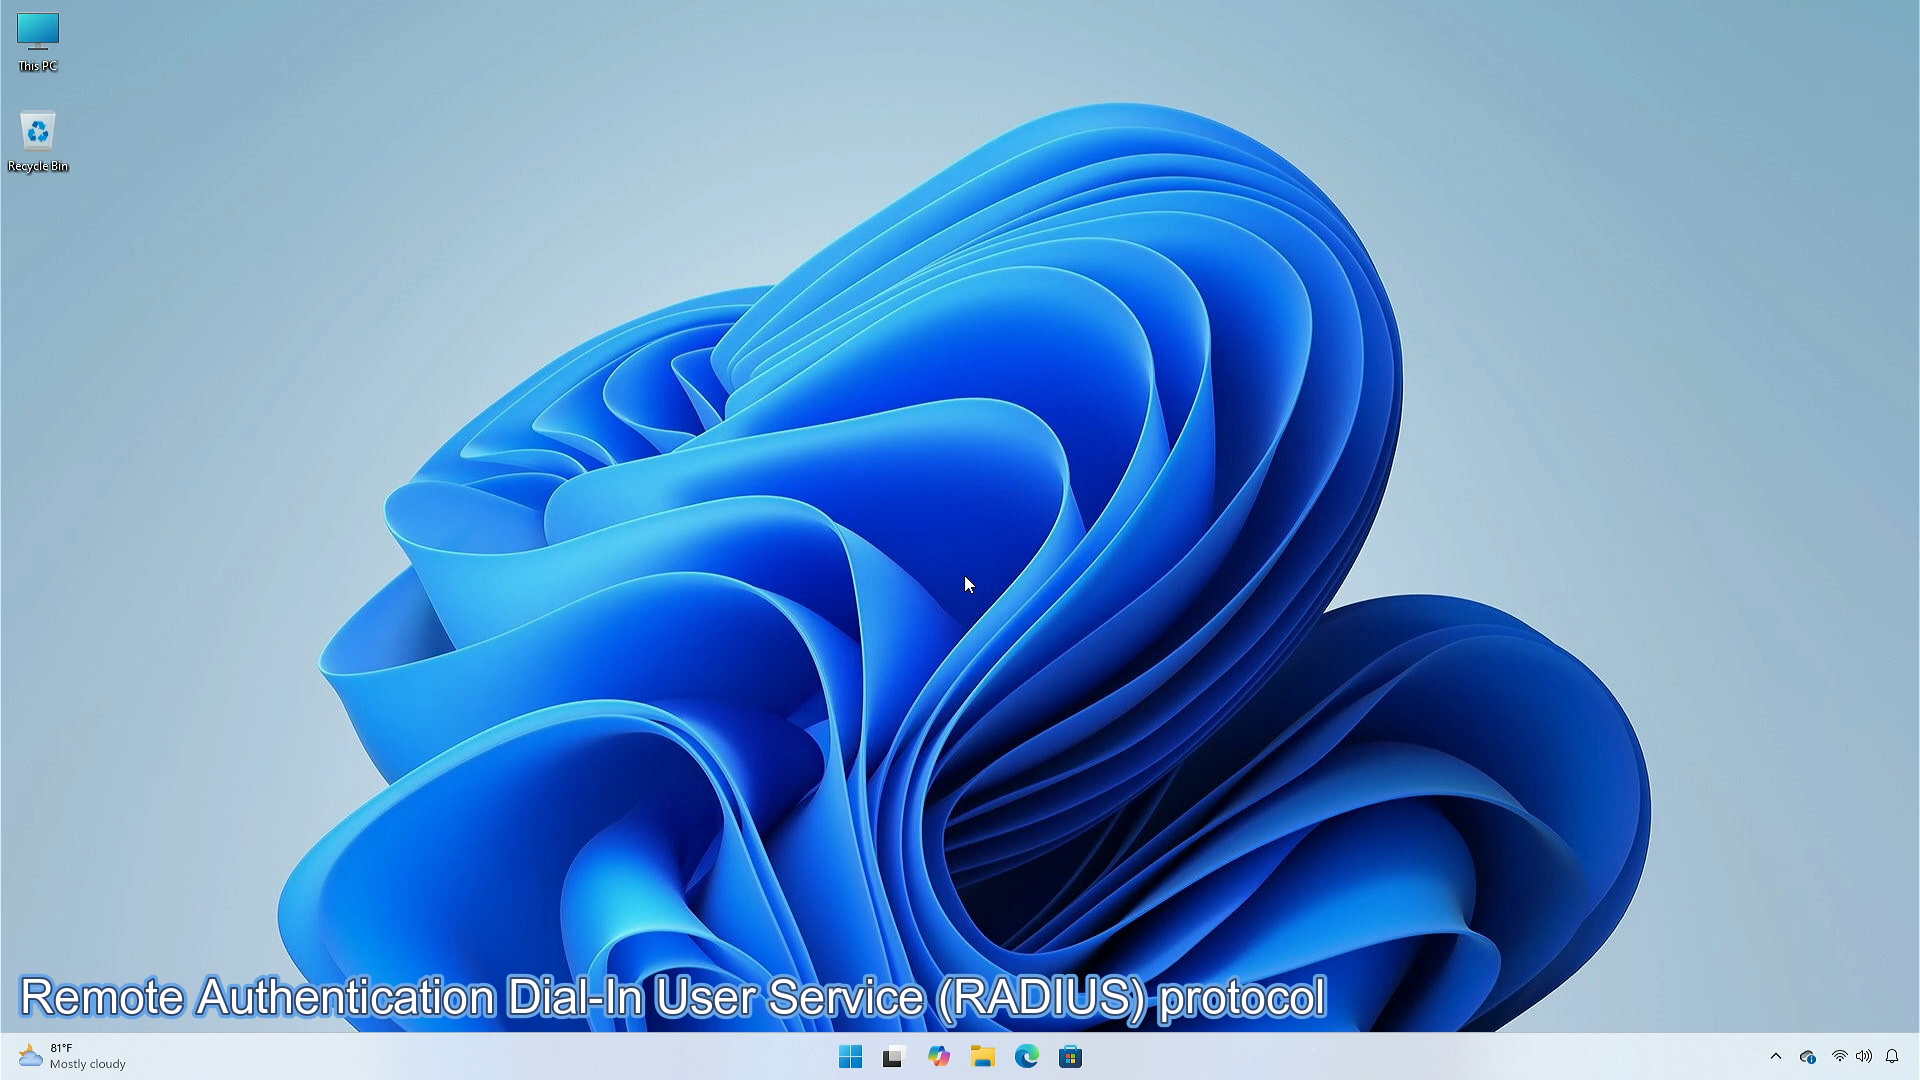 This PC
Recycle Bin
Remote Authentication Dial-In User Service (RADIUS) protocol
81°F
Mostly cloudy